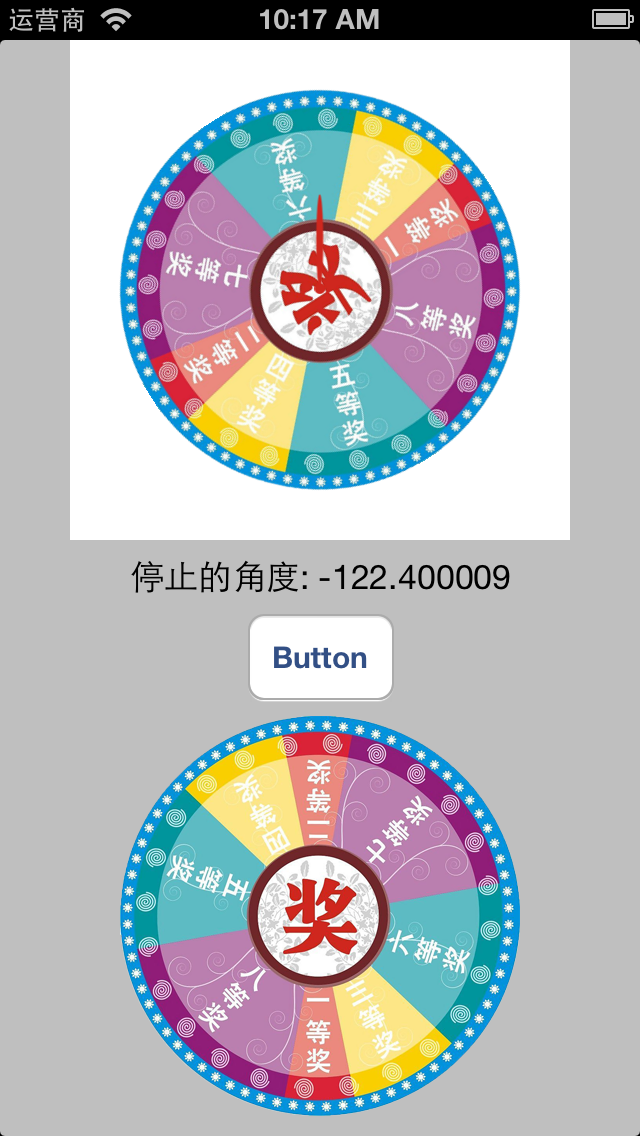 运营商 10:17 AM
六等奖
三等奖
一等奖
八等奖
五等奖
四等奖
二等奖
七等奖
奖
停止的角度: -122.400009
Button
二等奖
七等奖
六等奖
三等奖
一等奖
八等奖
五等奖
四等奖
奖